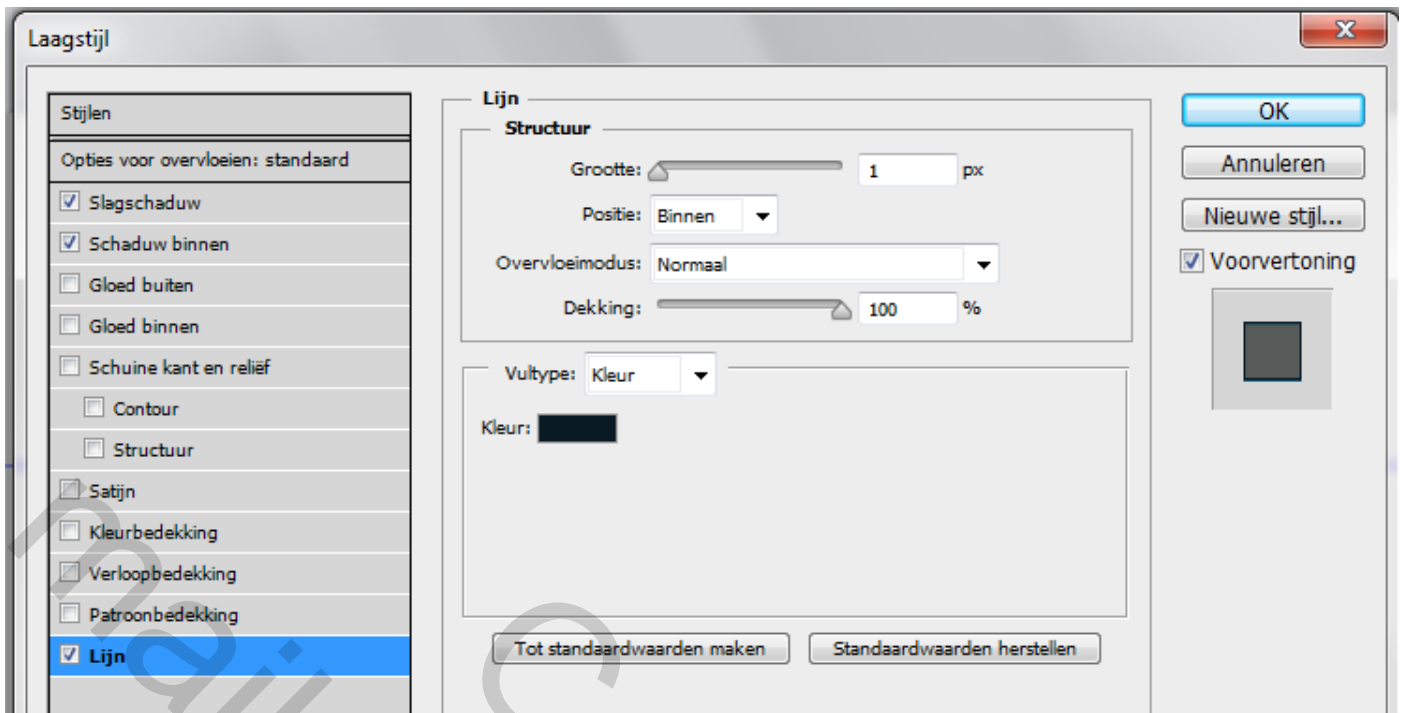 Laagstijl
Stijlen
Opties voor overvloeien: standaard
Slagschaduw
Schaduw binnen
Gloed buiten
Gloed binnen
Schuine kant en reliëf
Contour
Structuur
Satijn
Kleurbedekking
Verloopbedekking
Patroonbedekking
Lijn
Lijn
Structuur
Grootte: 1 px
Positie: Binnen
Overvloeimodus: Normaal
Dekking: 100 %
Vultype: Kleur
Kleur:
Tot standaardwaarden maken
Standaardwaarden herstellen
OK
Annuleren
Nieuwe stijl...
Voorvertoning